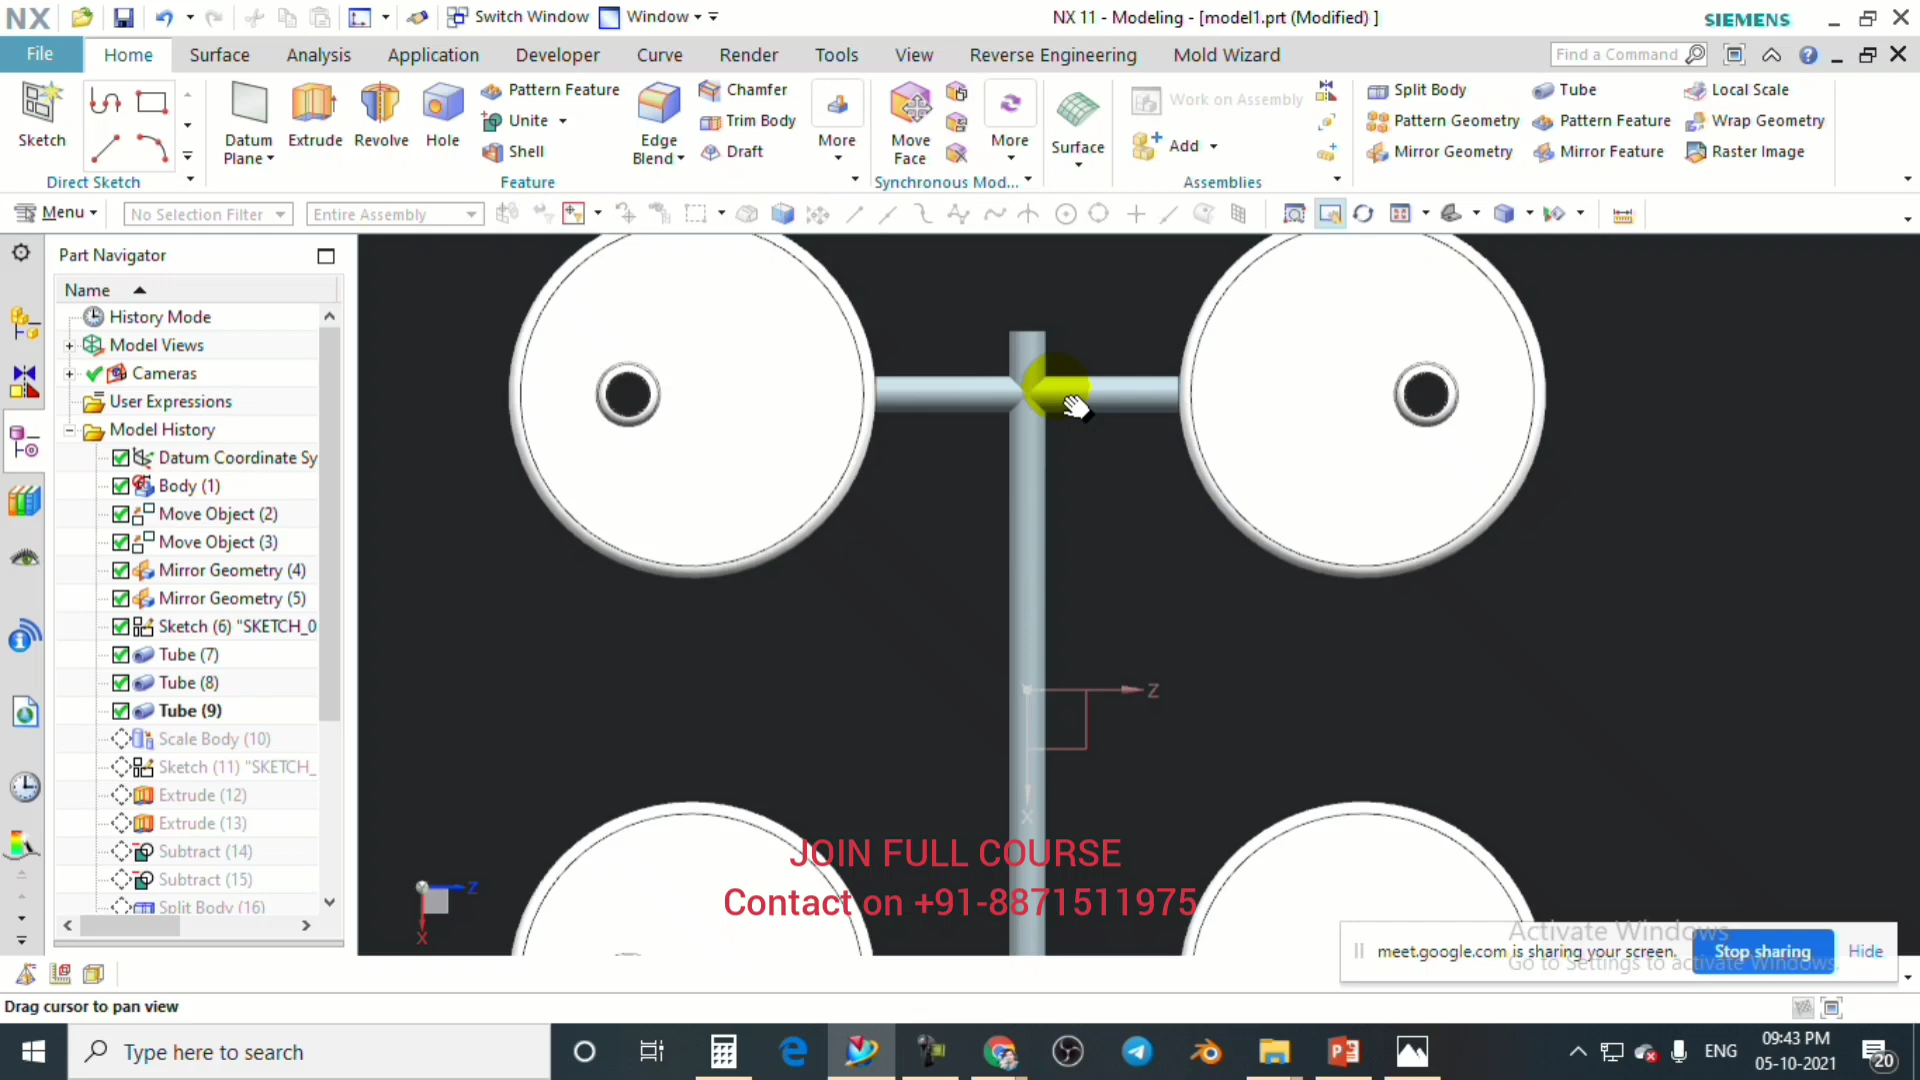 NX
Switch Window
Window
NX 11 - Modeling - [model1.prt (Modified) ]
SIEMENS
File
Home
Surface
Analysis
Application
Developer
Curve
Render
Tools
View
Reverse Engineering
Mold Wizard
Find a Command
Sketch
Datum Plane
Extrude
Revolve
Hole
Pattern Feature
Unite
Shell
Edge Blend
Chamfer
Trim Body
Draft
More
Move Face
More
Surface
Work on Assembly
Add
Split Body
Tube
Local Scale
Pattern Geometry
Pattern Feature
Wrap Geometry
Mirror Geometry
Mirror Feature
Raster Image
Direct Sketch
Feature
Synchronous Mod...
Assemblies
Menu
No Selection Filter
Entire Assembly
Part Navigator
Name
History Mode
Model Views
Cameras
User Expressions
Model History
Datum Coordinate Sy
Body (1)
Move Object (2)
Move Object (3)
Mirror Geometry (4)
Mirror Geometry (5)
Sketch (6) "SKETCH_0
Tube (7)
Tube (8)
Tube (9)
Scale Body (10)
Sketch (11) "SKETCH_
Extrude (12)
Extrude (13)
Subtract (14)
Subtract (15)
Split Body (16)
Z
X
Z
X
JOIN FULL COURSE
Contact on +91-8871511975
Activate Windows
Go to Settings to activate Windows.
meet.google.com is sharing your screen.
Stop sharing
Hide
Drag cursor to pan view
Type here to search
ENG
09:43 PM
05-10-2021
20